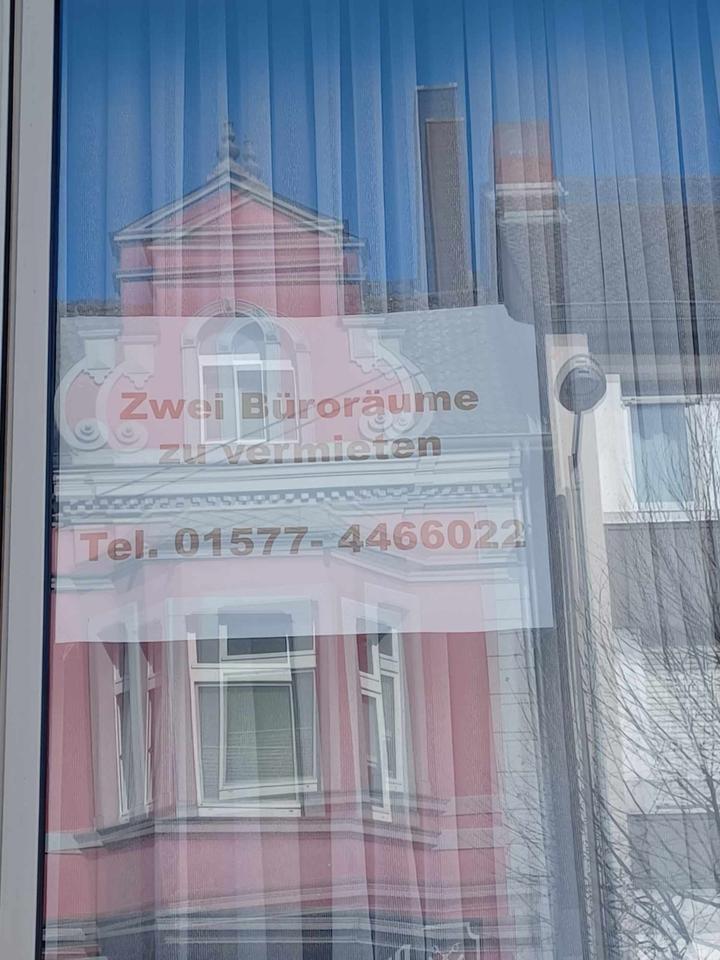 Zwei Büroräume
zu vermieten
Tel. 01577- 4466022